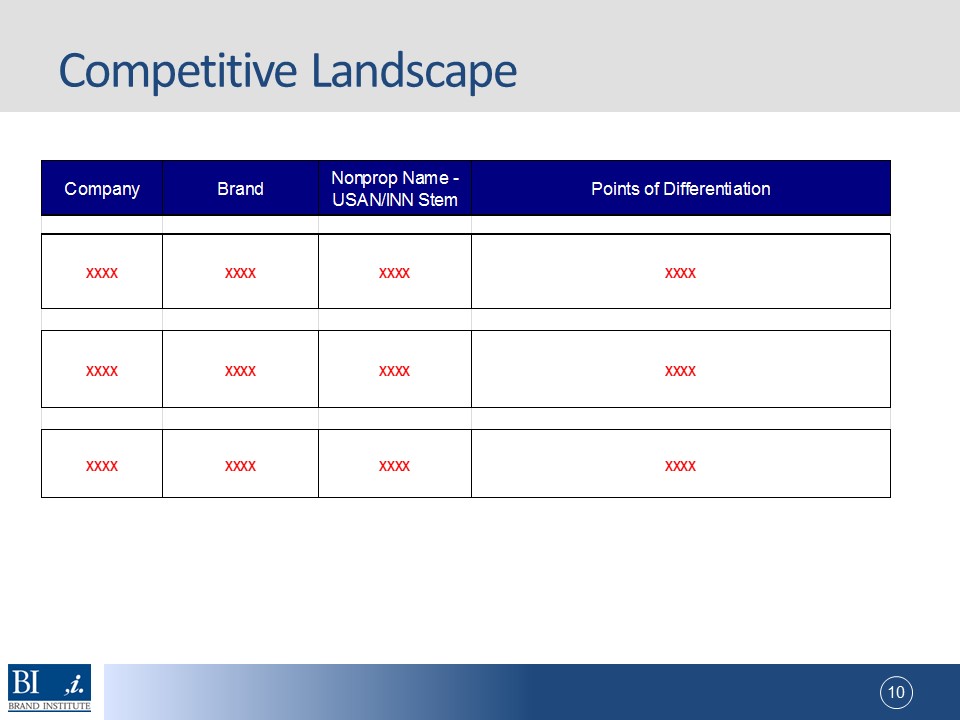 Competitive Landscape
Company Brand Nonprop Name - Points of Differentiation
USAN/INN Stem
xxxx xxxx xxxx xxxx
xxxx xxxx xxxx xxxx
xxxx xxxx xxxx xxxx
BI ,i.
BRAND INSTITUTE
10